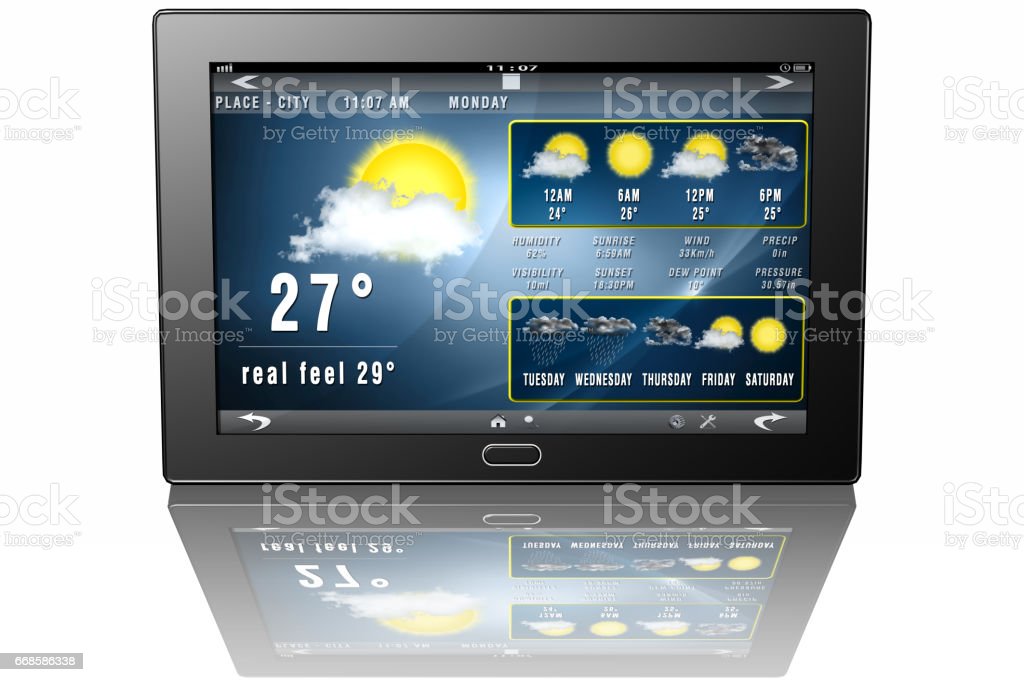 11:07
PLACE - CITY 11:07 AM MONDAY
12AM 6AM 12PM 6PM
24° 26° 25° 25°
HUMIDITY SUNRISE WIND PRECIP
62% 6:59AM 33Km/h 0in
VISIBILITY SUNSET DEW POINT PRESSURE
10ml 18:30PM 10° 30.57in
27°
real feel 29°
TUESDAY WEDNESDAY THURSDAY FRIDAY SATURDAY
iStock
by Getty Images™
668586338